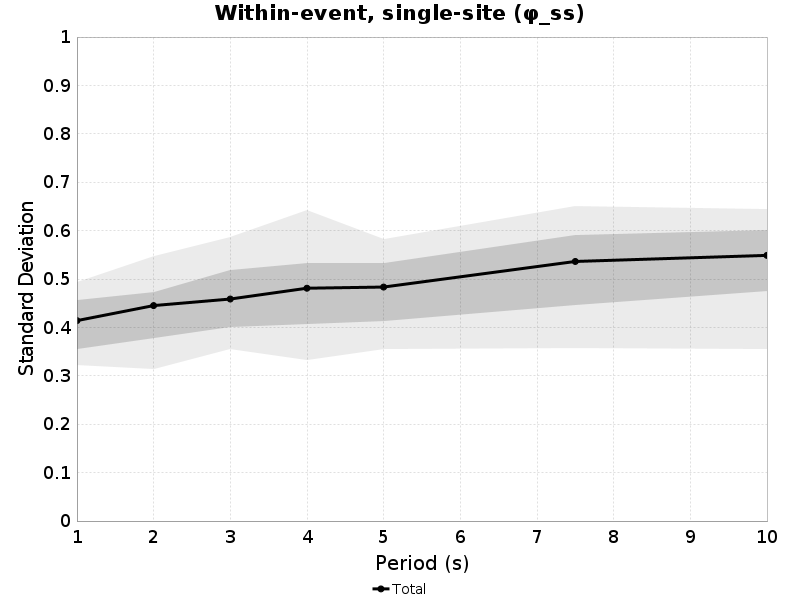 Within-event, single-site (φ_ss)
1
0.9
0.8
0.7
0.6
0.5
0.4
0.3
0.2
0.1
0
Standard Deviation
1 2 3 4 5 6 7 8 9 10
Period (s)
Total